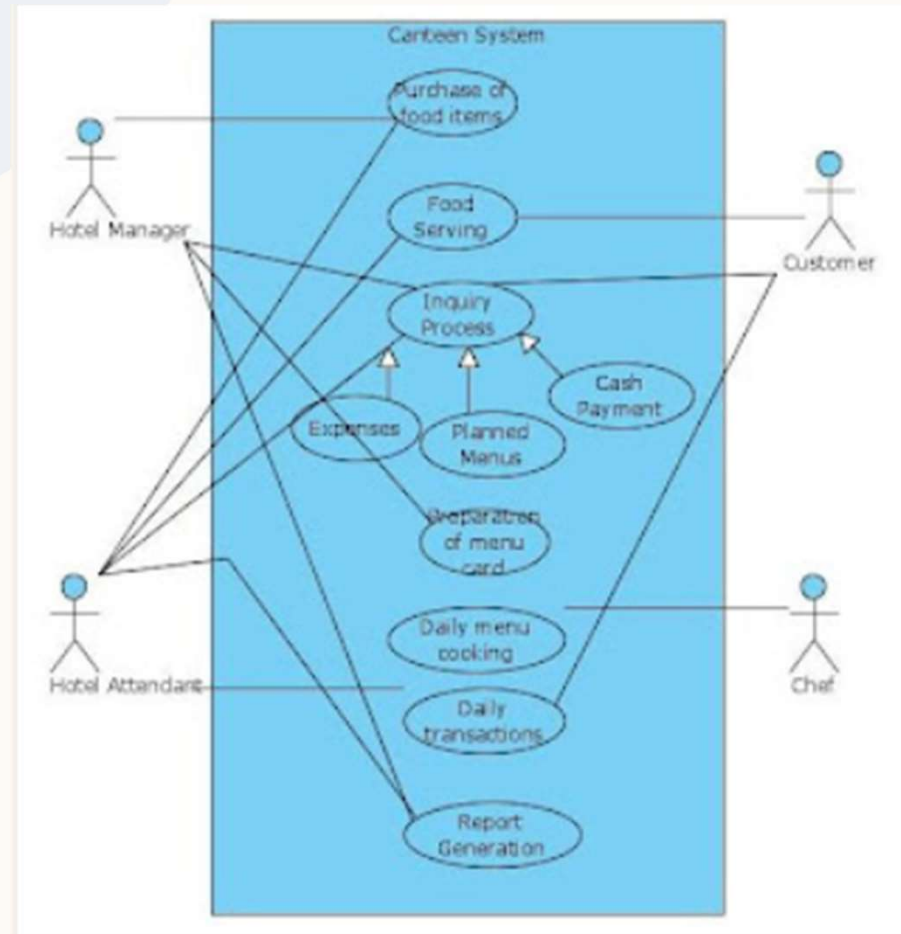 Canteen System
Purchase of
food items
Hotel Manager
Food
Serving
Customer
Inquiry
Process
Cash
Payment
Expenses
Planned
Menus
Preparation
of menu
card
Daily menu
cooking
Hotel Attendant
Chef
Daily
transactions
Report
Generation